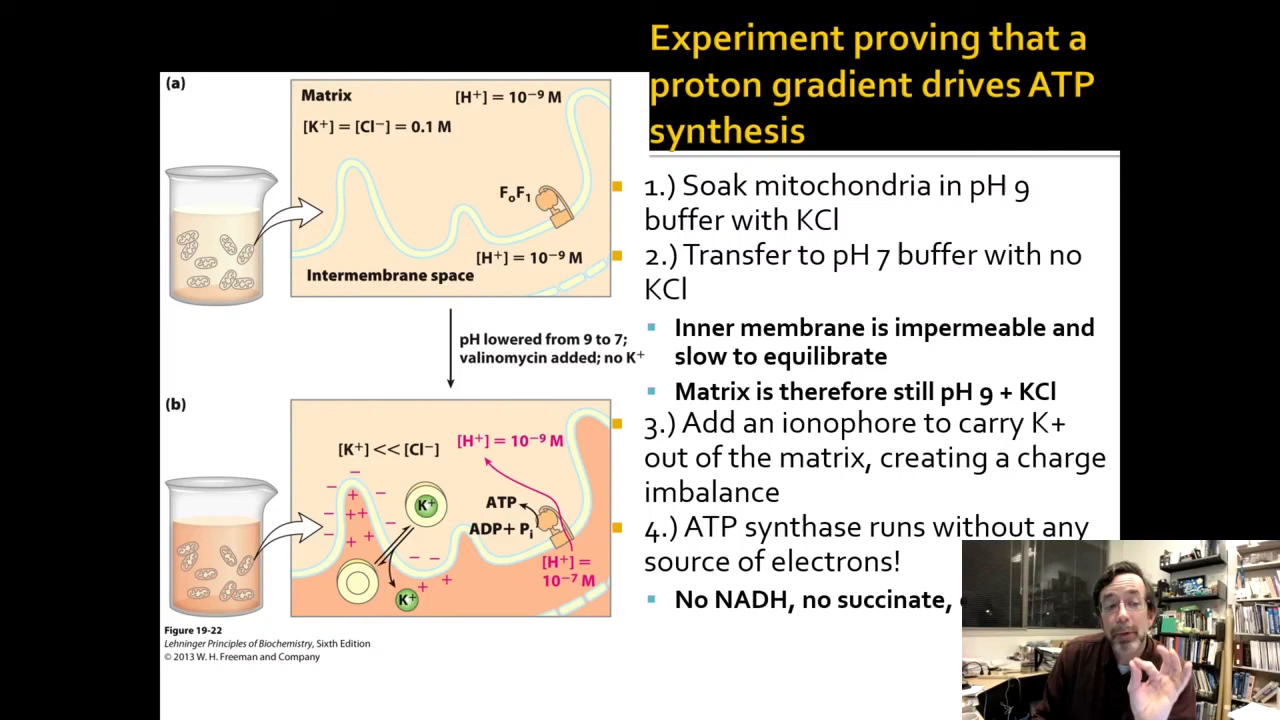 Experiment proving that a
proton gradient drives ATP
synthesis
(a)
Matrix
[H⁺] = 10⁻⁹ M
[K⁺] = [Cl⁻] = 0.1 M
FₒF₁
[H⁺] = 10⁻⁹ M
Intermembrane space
pH lowered from 9 to 7;
valinomycin added; no K⁺
(b)
[K⁺] << [Cl⁻]
[H⁺] = 10⁻⁹ M
K⁺
ATP
ADP + Pᵢ
[H⁺] =
10⁻⁷ M
K⁺
Figure 19-22
Lehninger Principles of Biochemistry, Sixth Edition
© 2013 W. H. Freeman and Company
1.) Soak mitochondria in pH 9
buffer with KCl
2.) Transfer to pH 7 buffer with no
KCl
Inner membrane is impermeable and
slow to equilibrate
Matrix is therefore still pH 9 + KCl
3.) Add an ionophore to carry K+
out of the matrix, creating a charge
imbalance
4.) ATP synthase runs without any
source of electrons!
No NADH, no succinate,